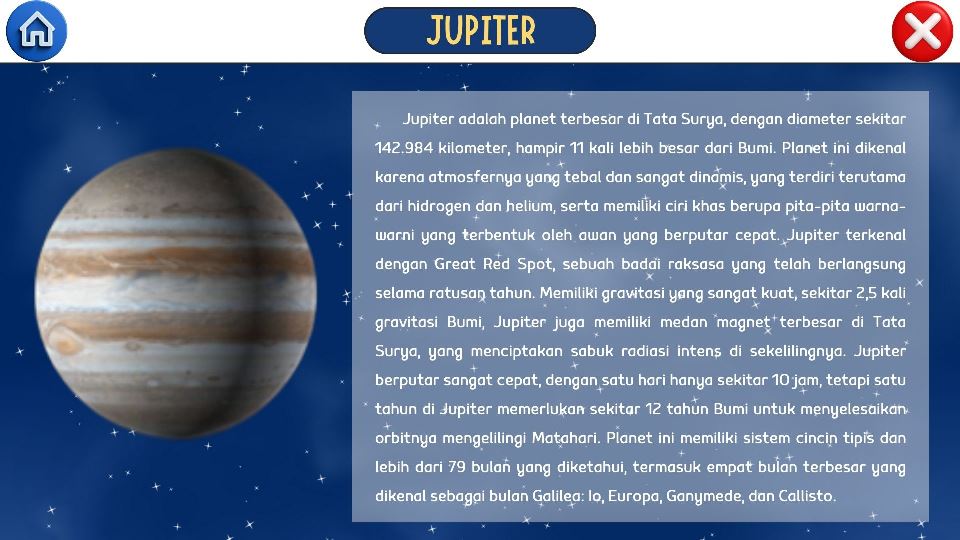 JUPITER
Jupiter adalah planet terbesar di Tata Surya, dengan diameter sekitar
142.984 kilometer, hampir 11 kali lebih besar dari Bumi. Planet ini dikenal
karena atmosfernya yang tebal dan sangat dinamis, yang terdiri terutama
dari hidrogen dan helium, serta memiliki ciri khas berupa pita-pita warna-
warni yang terbentuk oleh awan yang berputar cepat. Jupiter terkenal
dengan Great Red Spot, sebuah badai raksasa yang telah berlangsung
selama ratusan tahun. Memiliki gravitasi yang sangat kuat, sekitar 2,5 kali
gravitasi Bumi, Jupiter juga memiliki medan magnet terbesar di Tata
Surya, yang menciptakan sabuk radiasi intens di sekelilingnya. Jupiter
berputar sangat cepat, dengan satu hari hanya sekitar 10 jam, tetapi satu
tahun di Jupiter memerlukan sekitar 12 tahun Bumi untuk menyelesaikan
orbitnya mengelilingi Matahari. Planet ini memiliki sistem cincin tipis dan
lebih dari 79 bulan yang diketahui, termasuk empat bulan terbesar yang
dikenal sebagai bulan Galilea: Io, Europa, Ganymede, dan Callisto.